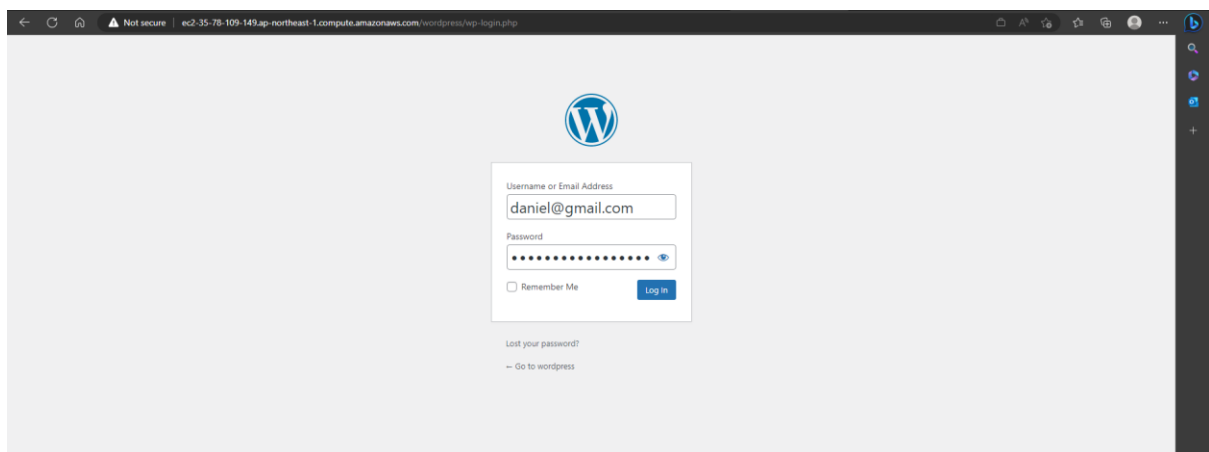 Not secure | ec2-35-78-109-149.ap-northeast-1.compute.amazonaws.com/wordpress/wp-login.php
Username or Email Address
daniel@gmail.com
Password
Remember Me
Log In
Lost your password?
← Go to wordpress